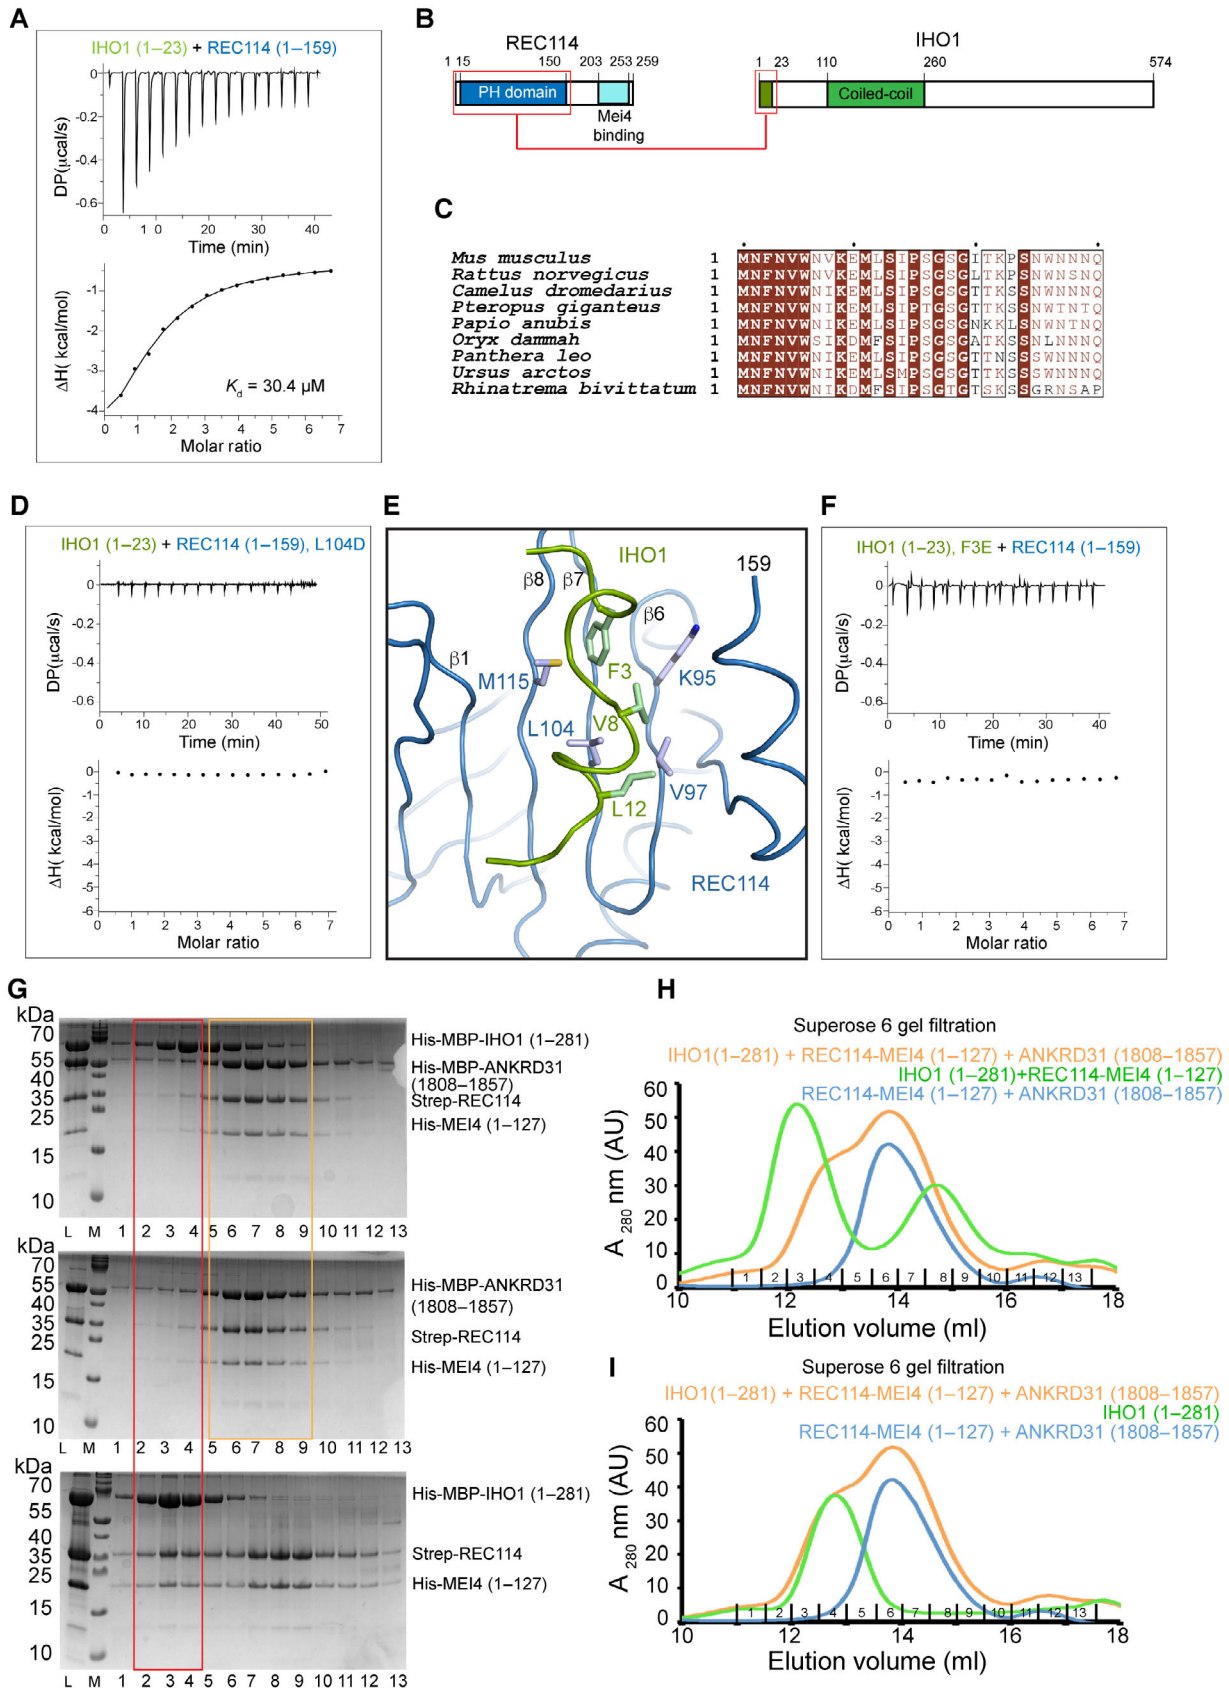 A
IHO1 (1–23) + REC114 (1–159)
0
-0.2
-0.4
-0.6
DP(µcal/s)
0 1 0 20 30 40
Time (min)
-1
-2
-3
-4
ΔH( kcal/mol)
Kd = 30.4 µM
0 1 2 3 4 5 6 7
Molar ratio
B
REC114
1 15 150 203 253 259
PH domain
Mei4
binding
IHO1
1 23 110 260 574
Coiled-coil
C
Mus musculus 1 MNFNVWNVKEMLSIPSGSGITKPSNWNNNQ
Rattus norvegicus 1 MNFNVWNVKEMLSIPSGSGLTKPSNWNSNQ
Camelus dromedarius 1 MNFNVWNIKEMLSIPSGSGTTKSSNWNNNQ
Pteropus giganteus 1 MNFNVWNIKEMLSIPTGSGTTKSSNWTNTQ
Papio anubis 1 MNFNVWNIKEMLSIPSGSGNKKLSNWNTNQ
Oryx dammah 1 MNFNVWSIKDMFSIPSGSGATKSSNLNNNQ
Panthera leo 1 MNFNVWNIKEMLSIPSGSGTTNSSNWNNNQ
Ursus arctos 1 MNFNVWNIKEMLSMPSGSGTTKSSSWNNNQ
Rhinatrema bivittatum 1 MNFNVWNIKDMFSIPSGTGTSKSSGRNSAP
D
IHO1 (1–23) + REC114 (1–159), L104D
0
-0.2
-0.4
-0.6
DP(µcal/s)
0 10 20 30 40 50
Time (min)
0
-1
-2
-3
-4
-5
-6
ΔH( kcal/mol)
0 1 2 3 4 5 6 7
Molar ratio
E
IHO1
159
β8
β7
β6
β1
M115
F3
K95
V8
L104
V97
L12
REC114
F
IHO1 (1–23), F3E + REC114 (1–159)
0
-0.2
-0.4
-0.6
DP(µcal/s)
0 10 20 30 40
Time (min)
0
-1
-2
-3
-4
-5
-6
ΔH( kcal/mol)
0 1 2 3 4 5 6 7
Molar ratio
G
kDa
70
55
40
35
25
15
10
His-MBP-IHO1 (1–281)
His-MBP-ANKRD31
(1808–1857)
Strep-REC114
His-MEI4 (1–127)
L M 1 2 3 4 5 6 7 8 9 10 11 12 13
kDa
70
55
40
35
25
15
10
His-MBP-ANKRD31
(1808–1857)
Strep-REC114
His-MEI4 (1–127)
L M 1 2 3 4 5 6 7 8 9 10 11 12 13
kDa
70
55
40
35
25
15
10
His-MBP-IHO1 (1–281)
Strep-REC114
His-MEI4 (1–127)
L M 1 2 3 4 5 6 7 8 9 10 11 12 13
H
Superose 6 gel filtration
IHO1(1–281) + REC114-MEI4 (1–127) + ANKRD31 (1808–1857)
IHO1 (1–281)+REC114-MEI4 (1–127)
REC114-MEI4 (1–127) + ANKRD31 (1808–1857)
60
50
40
30
20
10
0
A 280 nm (AU)
1 2 3 4 5 6 7 8 9 10 11 12 13
10 12 14 16 18
Elution volume (ml)
I
Superose 6 gel filtration
IHO1(1–281) + REC114-MEI4 (1–127) + ANKRD31 (1808–1857)
IHO1 (1–281)
REC114-MEI4 (1–127) + ANKRD31 (1808–1857)
60
50
40
30
20
10
0
A 280 nm (AU)
1 2 3 4 5 6 7 8 9 10 11 12 13
10 12 14 16 18
Elution volume (ml)